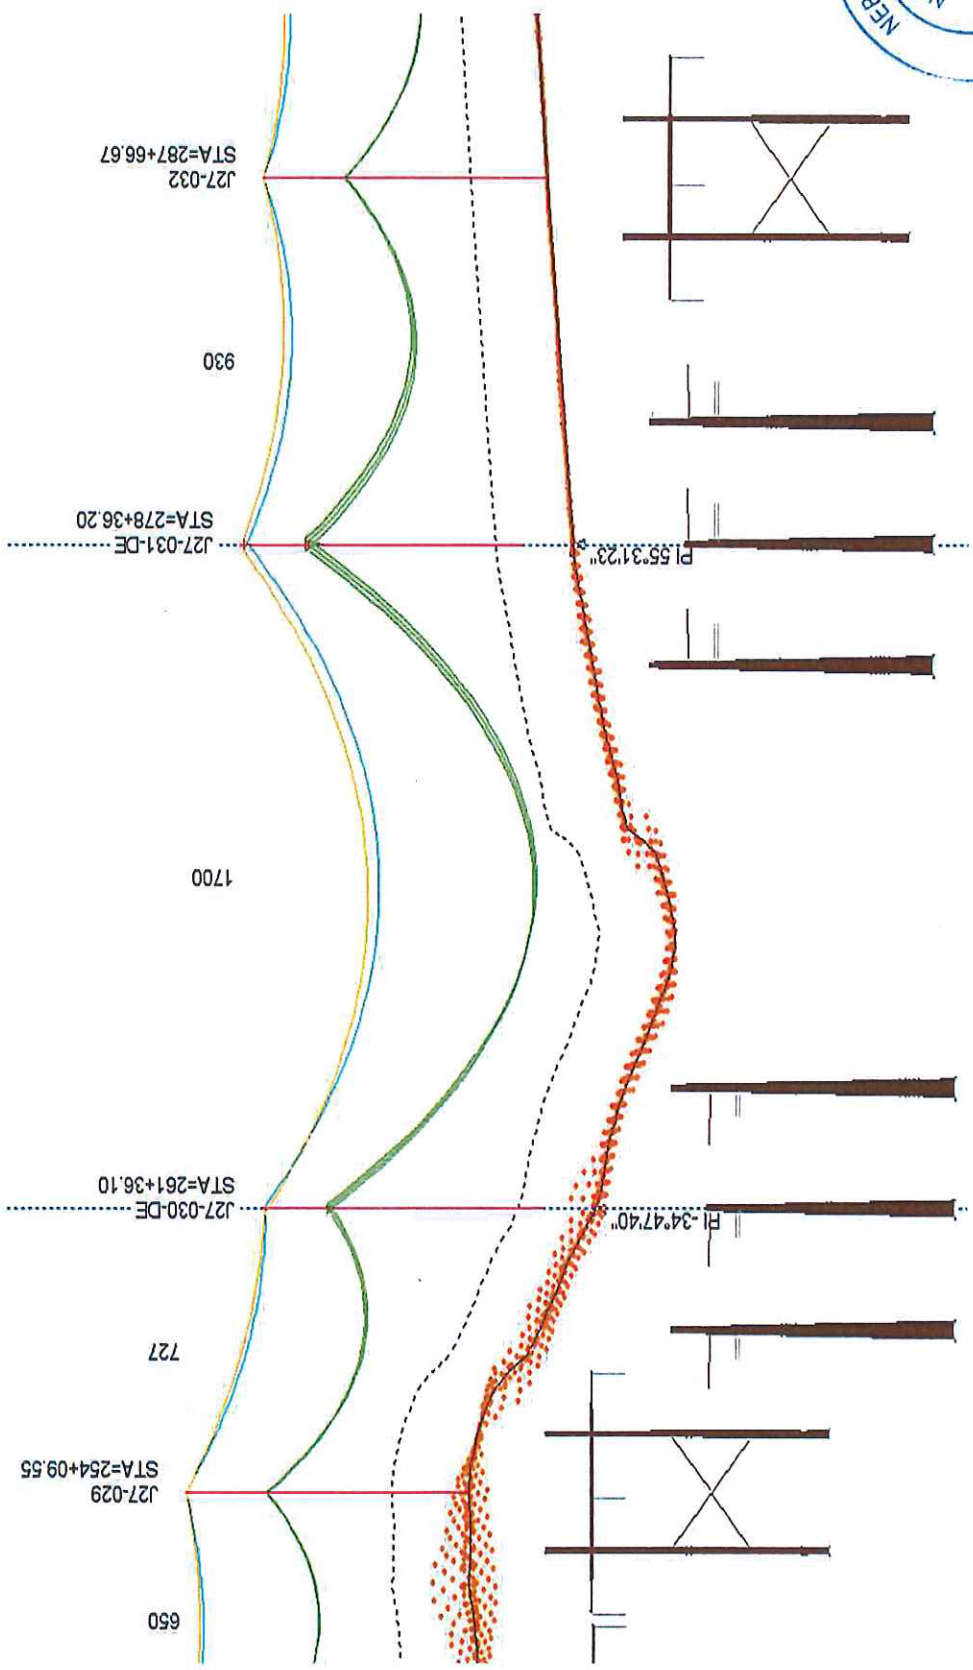 650
J27-029
STA=254+09.55
727
J27-030-DE
STA=261+36.10
PI -34°47'40"
1700
J27-031-DE
STA=278+36.20
PI 55°31'23"
930
J27-032
STA=287+66.67